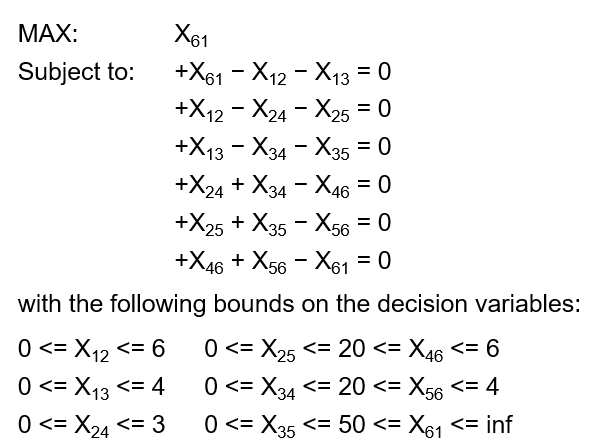 MAX: X₆₁
Subject to: +X₆₁ − X₁₂ − X₁₃ = 0
+X₁₂ − X₂₄ − X₂₅ = 0
+X₁₃ − X₃₄ − X₃₅ = 0
+X₂₄ + X₃₄ − X₄₆ = 0
+X₂₅ + X₃₅ − X₅₆ = 0
+X₄₆ + X₅₆ − X₆₁ = 0
with the following bounds on the decision variables:
0 <= X₁₂ <= 6 0 <= X₂₅ <= 20 <= X₄₆ <= 6
0 <= X₁₃ <= 4 0 <= X₃₄ <= 20 <= X₅₆ <= 4
0 <= X₂₄ <= 3 0 <= X₃₅ <= 50 <= X₆₁ <= inf